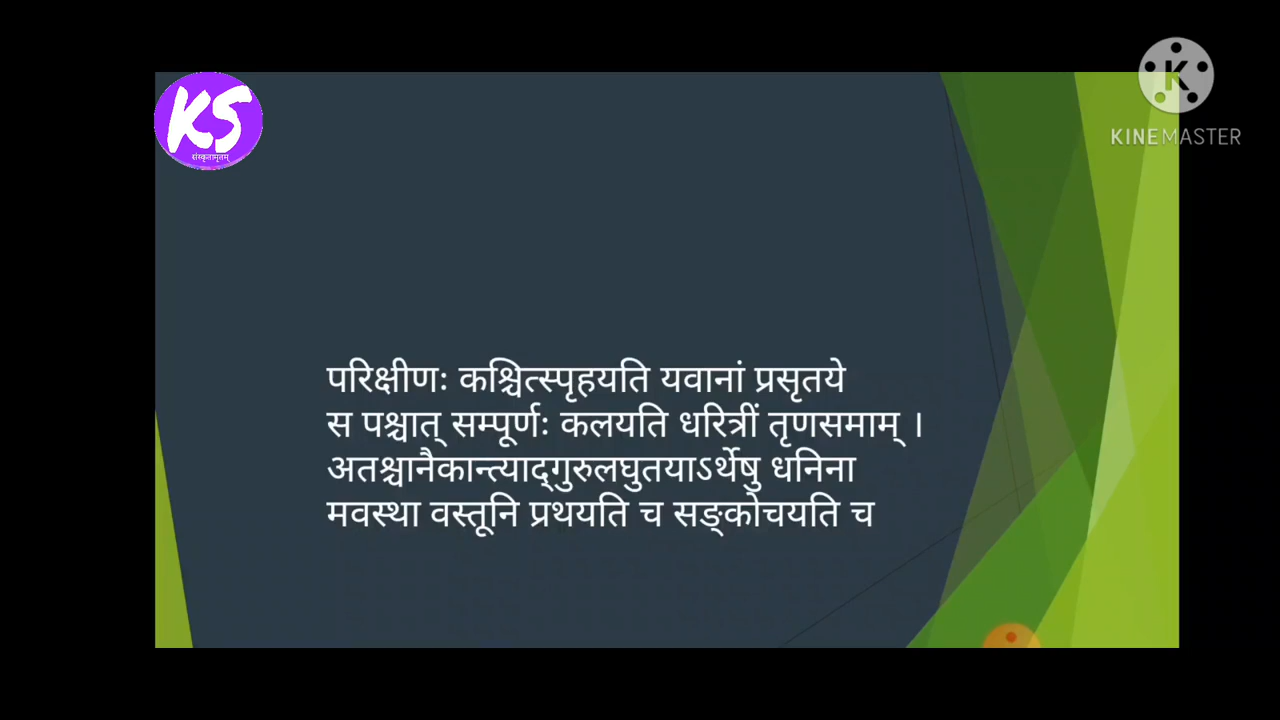 KS
संस्कृतामृतम्
K
KINEMASTER
परिक्षीणः कश्चित्स्पृहयति यवानां प्रसृतये
स पश्चात् सम्पूर्णः कलयति धरित्रीं तृणसमाम् ।
अतश्चानैकान्त्याद्गुरुलघुतयाऽर्थेषु धनिना
मवस्था वस्तूनि प्रथयति च सङ्कोचयति च